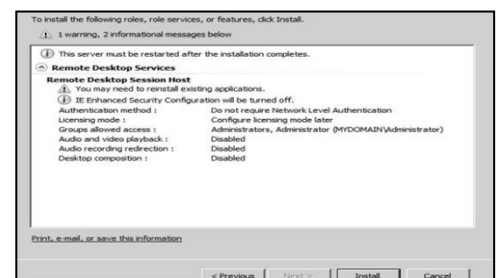 To install the following roles, role services, or features, click Install.
1 warning, 2 informational messages below
This server must be restarted after the installation completes.
Remote Desktop Services
Remote Desktop Session Host
You may need to reinstall existing applications.
IE Enhanced Security Configuration will be turned off.
Authentication method : Do not require Network Level Authentication
Licensing mode : Configure licensing mode later
Groups allowed access : Administrators, Administrator (MYDOMAIN\Administrator)
Audio and video playback : Disabled
Audio recording redirection : Disabled
Desktop composition : Disabled
Print, e-mail, or save this information
< Previous Next > Install Cancel